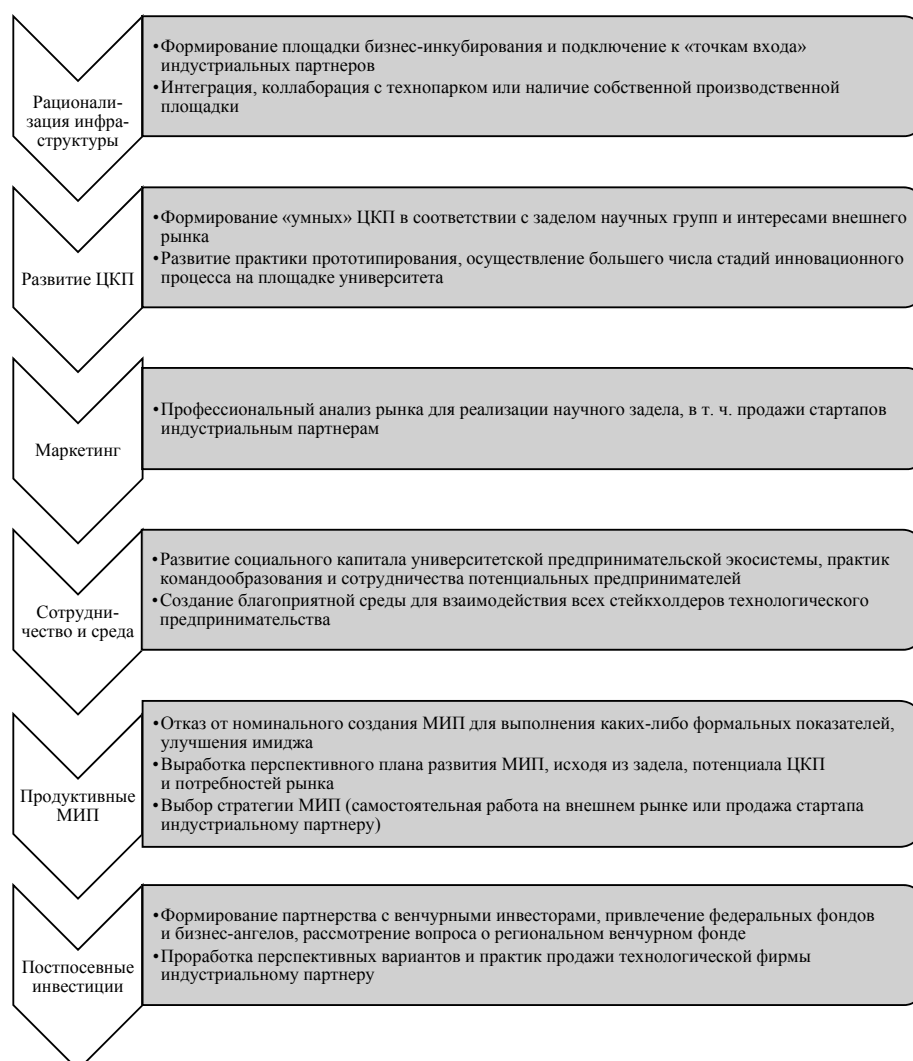 •Формирование площадки бизнес-инкубирования и подключение к «точкам входа»
индустриальных партнеров
•Интеграция, коллаборация с технопарком или наличие собственной производственной
площадки
Рационали-
зация инфра-
структуры
•Формирование «умных» ЦКП в соответствии с заделом научных групп и интересами внешнего
рынка
•Развитие практики прототипирования, осуществление большего числа стадий инновационного
процесса на площадке университета
Развитие ЦКП
•Профессиональный анализ рынка для реализации научного задела, в т. ч. продажи стартапов
индустриальным партнерам
Маркетинг
•Развитие социального капитала университетской предпринимательской экосистемы, практик
командообразования и сотрудничества потенциальных предпринимателей
•Создание благоприятной среды для взаимодействия всех стейкхолдеров технологического
предпринимательства
Сотрудни-
чество и среда
•Отказ от номинального создания МИП для выполнения каких-либо формальных показателей,
улучшения имиджа
•Выработка перспективного плана развития МИП, исходя из задела, потенциала ЦКП
и потребностей рынка
•Выбор стратегии МИП (самостоятельная работа на внешнем рынке или продажа стартапа
индустриальному партнеру)
Продуктивные
МИП
•Формирование партнерства с венчурными инвесторами, привлечение федеральных фондов
и бизнес-ангелов, рассмотрение вопроса о региональном венчурном фонде
•Проработка перспективных вариантов и практик продажи технологической фирмы
индустриальному партнеру
Постпосевные
инвестиции